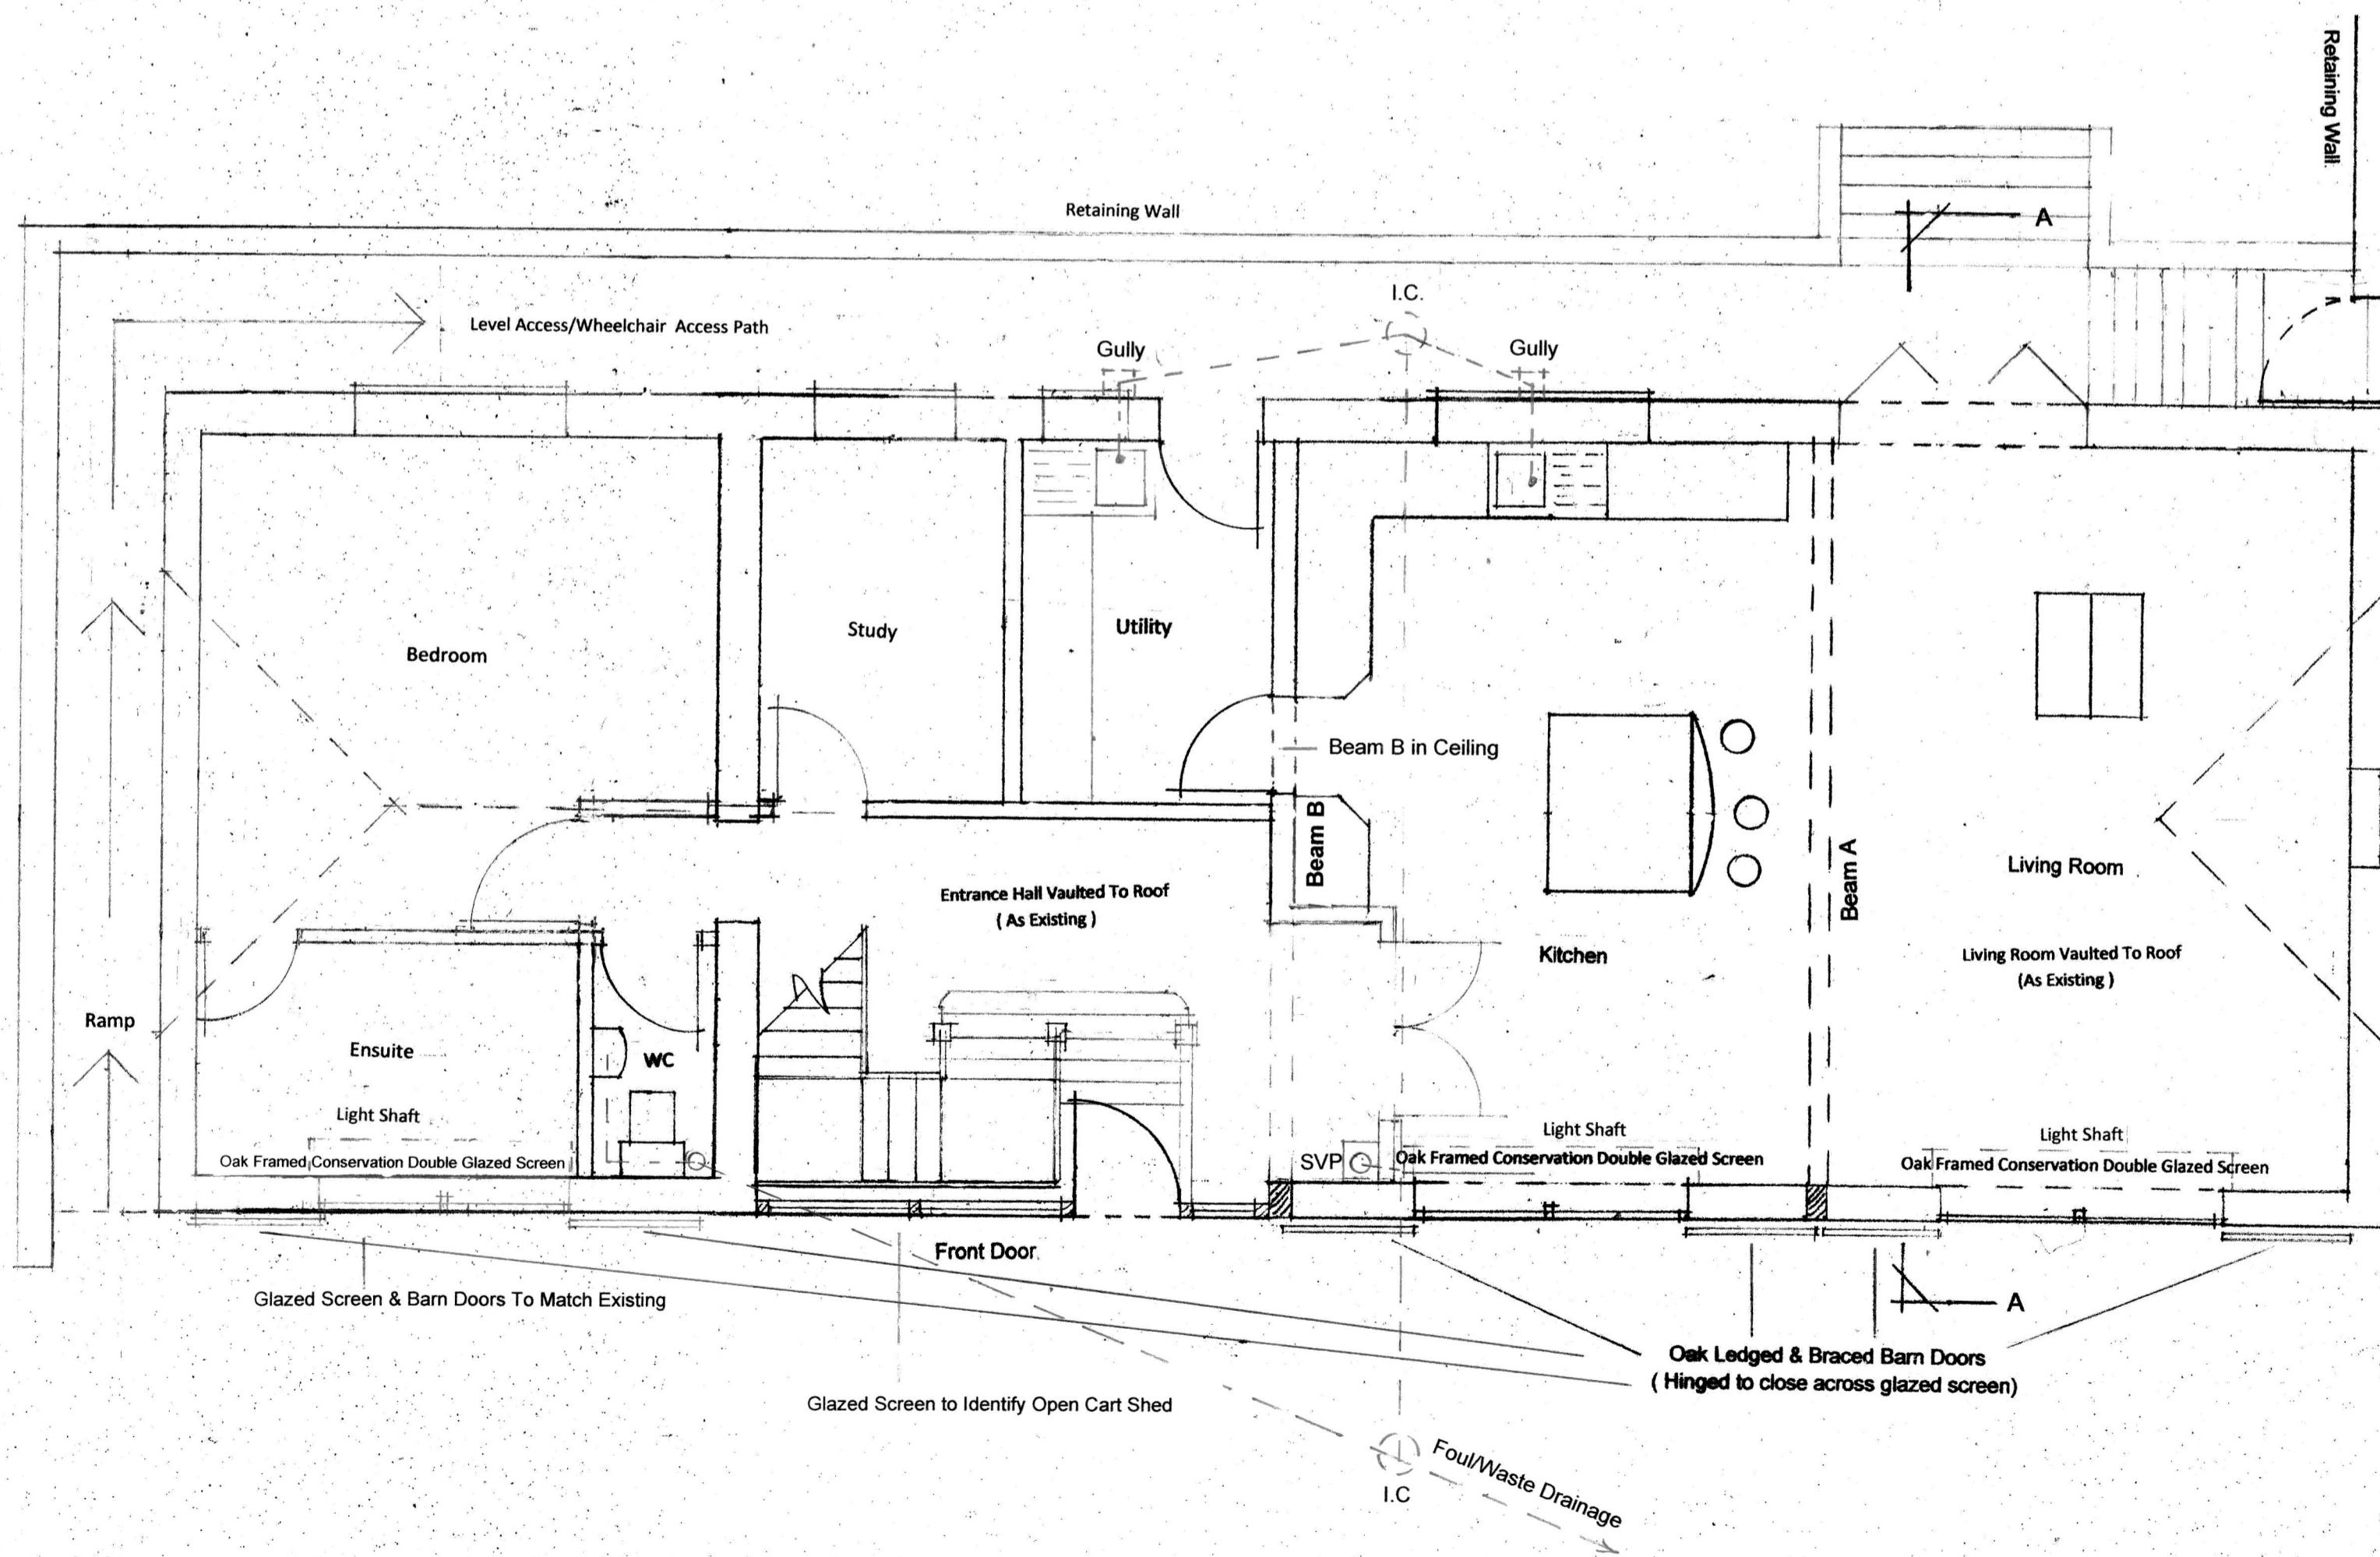 Retaining Wall
Retaining Wall
A
I.C.
Level Access/Wheelchair Access Path
Gully
Gully
Study
Utility
Bedroom
Beam B in Ceiling
Beam B
Beam A
Living Room
Entrance Hall Vaulted To Roof
( As Existing )
Kitchen
Living Room Vaulted To Roof
(As Existing )
Ramp
Ensuite
WC
Light Shaft
Light Shaft
Light Shaft
Oak Framed Conservation Double Glazed Screen
SVP
Oak Framed Conservation Double Glazed Screen
Oak Framed Conservation Double Glazed Screen
Front Door
Glazed Screen & Barn Doors To Match Existing
A
Oak Ledged & Braced Barn Doors
( Hinged to close across glazed screen)
Glazed Screen to Identify Open Cart Shed
Foul/Waste Drainage
I.C